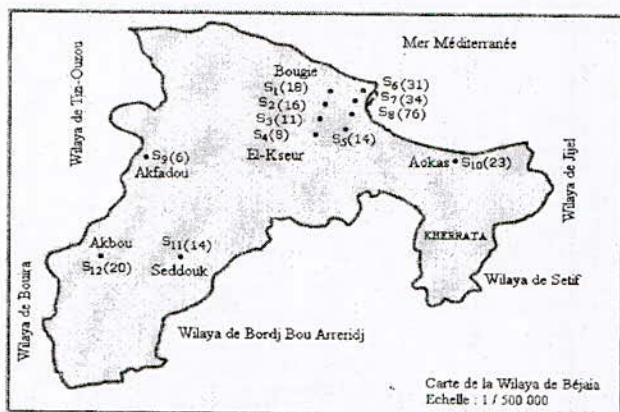 Mer Méditerranée
Wilaya de Tizi-Ouzou
Bougie
S1(18)
S2(16)
S3(11)
S4(8)
S5(14)
S6(31)
S7(34)
S8(76)
El-Kseur
S9(6)
Akfadou
Aokas
S10(23)
Wilaya de Jijel
KHERRATA
Akbou
S12(20)
S11(14)
Seddouk
Wilaya de Setif
Wilaya de Bouira
Wilaya de Bordj Bou Arreridj
Carte de la Wilaya de Béjaia
Echelle : 1 / 500 000